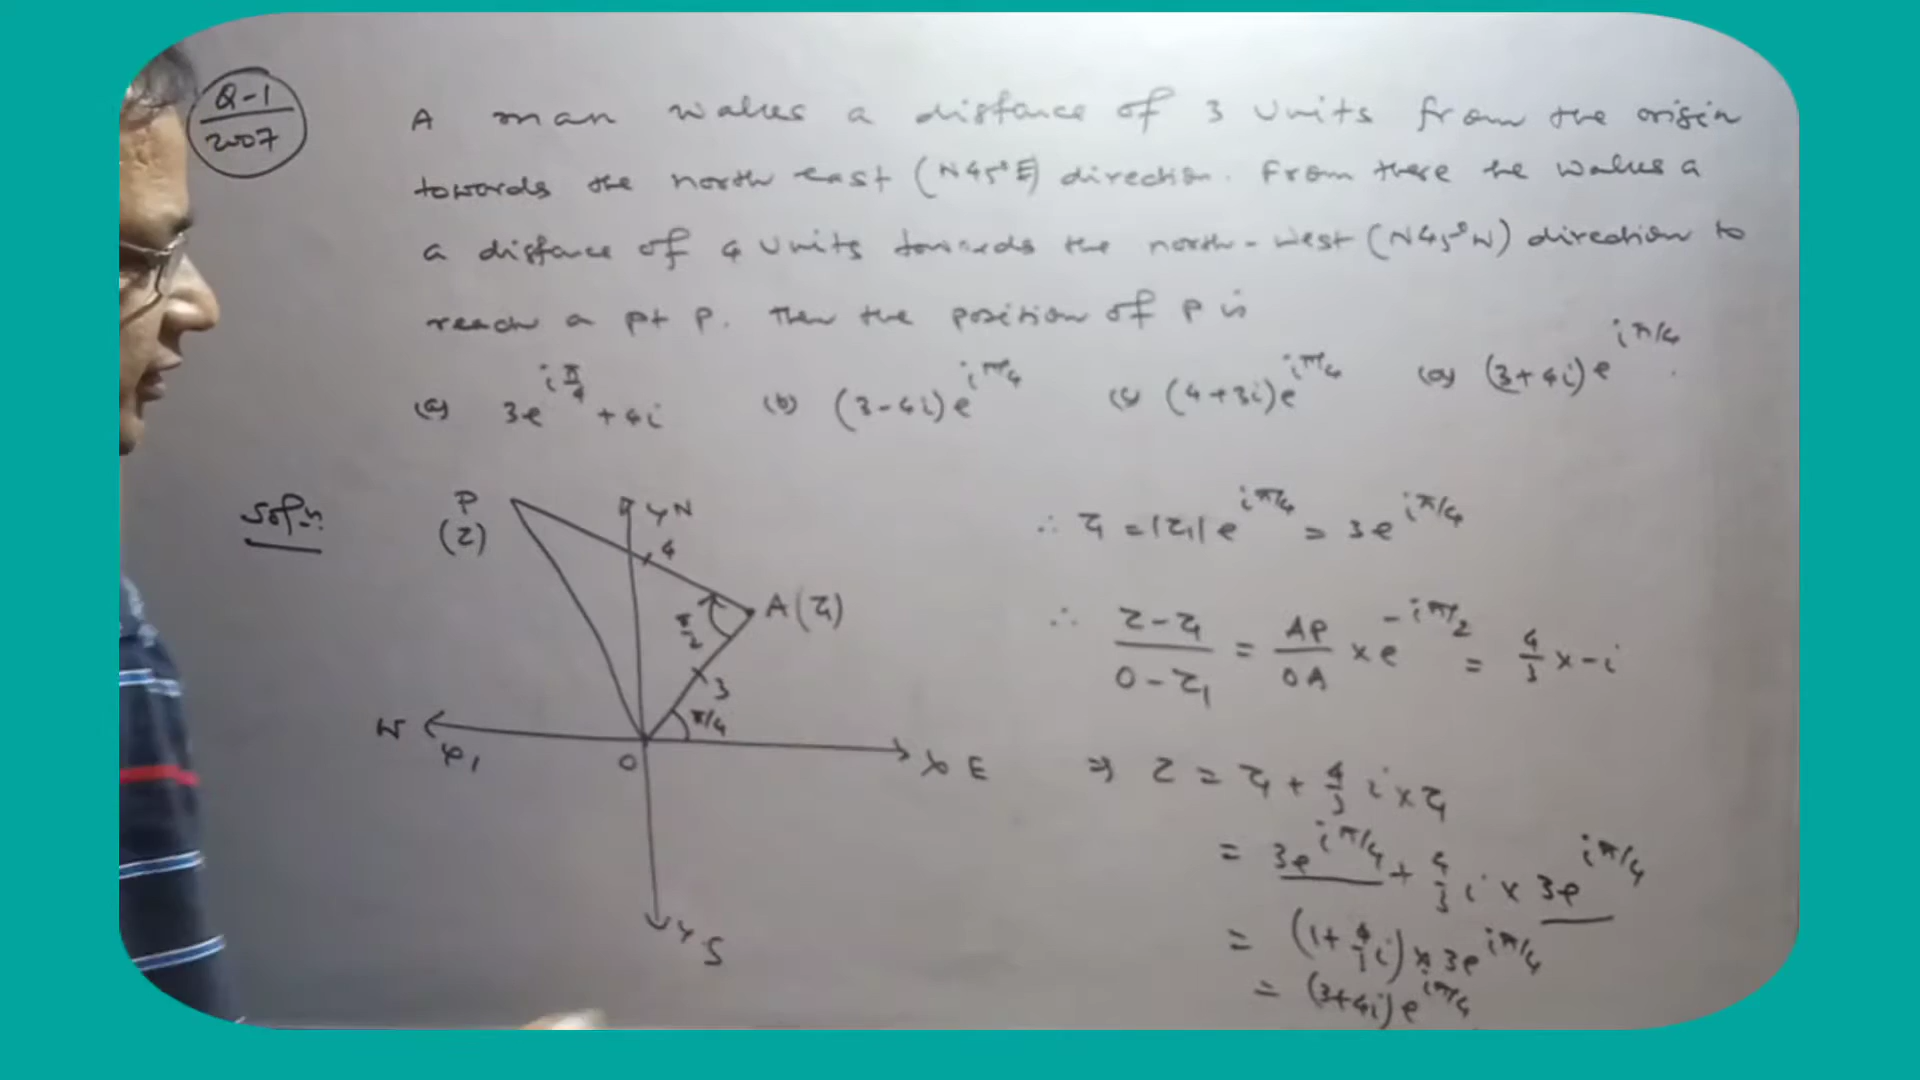 Q-1
2007
A man walks a distance of 3 units from the origin
towards the north east (N45°E) direction. From there he walks a
a distance of 4 units towards the north-west (N45°W) direction to
reach a pt P. Then the position of P is
(a) 3e^{iπ/4} + 4i (b) (3-4i)e^{iπ/4} (c) (4+3i)e^{iπ/4} (d) (3+4i)e^{iπ/4}
Sol.n.
P
(z)
y N
4
A(z₁)
π/2
3
π/4
W
O
x E
S
∴ z₁ = |z₁| e^{iπ/4} = 3e^{iπ/4}
∴ (z-z₁)/(0-z₁) = AP/OA × e^{-iπ/2} = 4/3 × -i
⇒ z = z₁ + 4/3 i × z₁
= 3e^{iπ/4} + 4/3 i × 3e^{iπ/4}
= (1+4/3 i) × 3e^{iπ/4}
= (3+4i)e^{iπ/4}